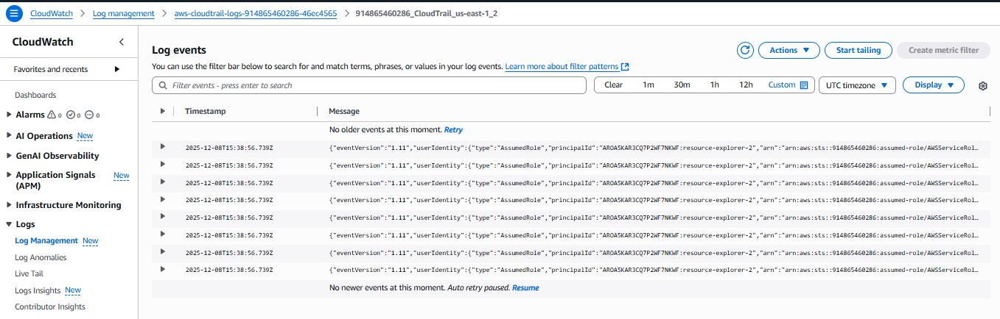 CloudWatch > Log management > aws-cloudtrail-logs-914865460286-46ec4565 > 914865460286_CloudTrail_us-east-1_2
CloudWatch
Favorites and recents
Dashboards
Alarms 0 0 0
AI Operations New
GenAI Observability
Application Signals (APM) New
Infrastructure Monitoring
Logs
Log Management New
Log Anomalies
Live Tail
Logs Insights New
Contributor Insights
Log events
Actions
Start tailing
Create metric filter
You can use the filter bar below to search for and match terms, phrases, or values in your log events. Learn more about filter patterns
Filter events - press enter to search
Clear 1m 30m 1h 12h Custom
UTC timezone
Display
Timestamp Message
No older events at this moment. Retry
2025-12-08T15:38:56.739Z {"eventVersion":"1.11","userIdentity":{"type":"AssumedRole","principalId":"AROA5KAR3CQ7P2WF7NKWF:resource-explorer-2","arn":"arn:aws:sts::914865460286:assumed-role/AWSServiceRol…
2025-12-08T15:38:56.739Z {"eventVersion":"1.11","userIdentity":{"type":"AssumedRole","principalId":"AROA5KAR3CQ7P2WF7NKWF:resource-explorer-2","arn":"arn:aws:sts::914865460286:assumed-role/AWSServiceRol…
2025-12-08T15:38:56.739Z {"eventVersion":"1.11","userIdentity":{"type":"AssumedRole","principalId":"AROA5KAR3CQ7P2WF7NKWF:resource-explorer-2","arn":"arn:aws:sts::914865460286:assumed-role/AWSServiceRol…
2025-12-08T15:38:56.739Z {"eventVersion":"1.11","userIdentity":{"type":"AssumedRole","principalId":"AROA5KAR3CQ7P2WF7NKWF:resource-explorer-2","arn":"arn:aws:sts::914865460286:assumed-role/AWSServiceRol…
2025-12-08T15:38:56.739Z {"eventVersion":"1.11","userIdentity":{"type":"AssumedRole","principalId":"AROA5KAR3CQ7P2WF7NKWF:resource-explorer-2","arn":"arn:aws:sts::914865460286:assumed-role/AWSServiceRol…
2025-12-08T15:38:56.739Z {"eventVersion":"1.11","userIdentity":{"type":"AssumedRole","principalId":"AROA5KAR3CQ7P2WF7NKWF:resource-explorer-2","arn":"arn:aws:sts::914865460286:assumed-role/AWSServiceRol…
2025-12-08T15:38:56.739Z {"eventVersion":"1.11","userIdentity":{"type":"AssumedRole","principalId":"AROA5KAR3CQ7P2WF7NKWF:resource-explorer-2","arn":"arn:aws:sts::914865460286:assumed-role/AWSServiceRol…
2025-12-08T15:38:56.739Z {"eventVersion":"1.11","userIdentity":{"type":"AssumedRole","principalId":"AROA5KAR3CQ7P2WF7NKWF:resource-explorer-2","arn":"arn:aws:sts::914865460286:assumed-role/AWSServiceRol…
No newer events at this moment. Auto retry paused. Resume